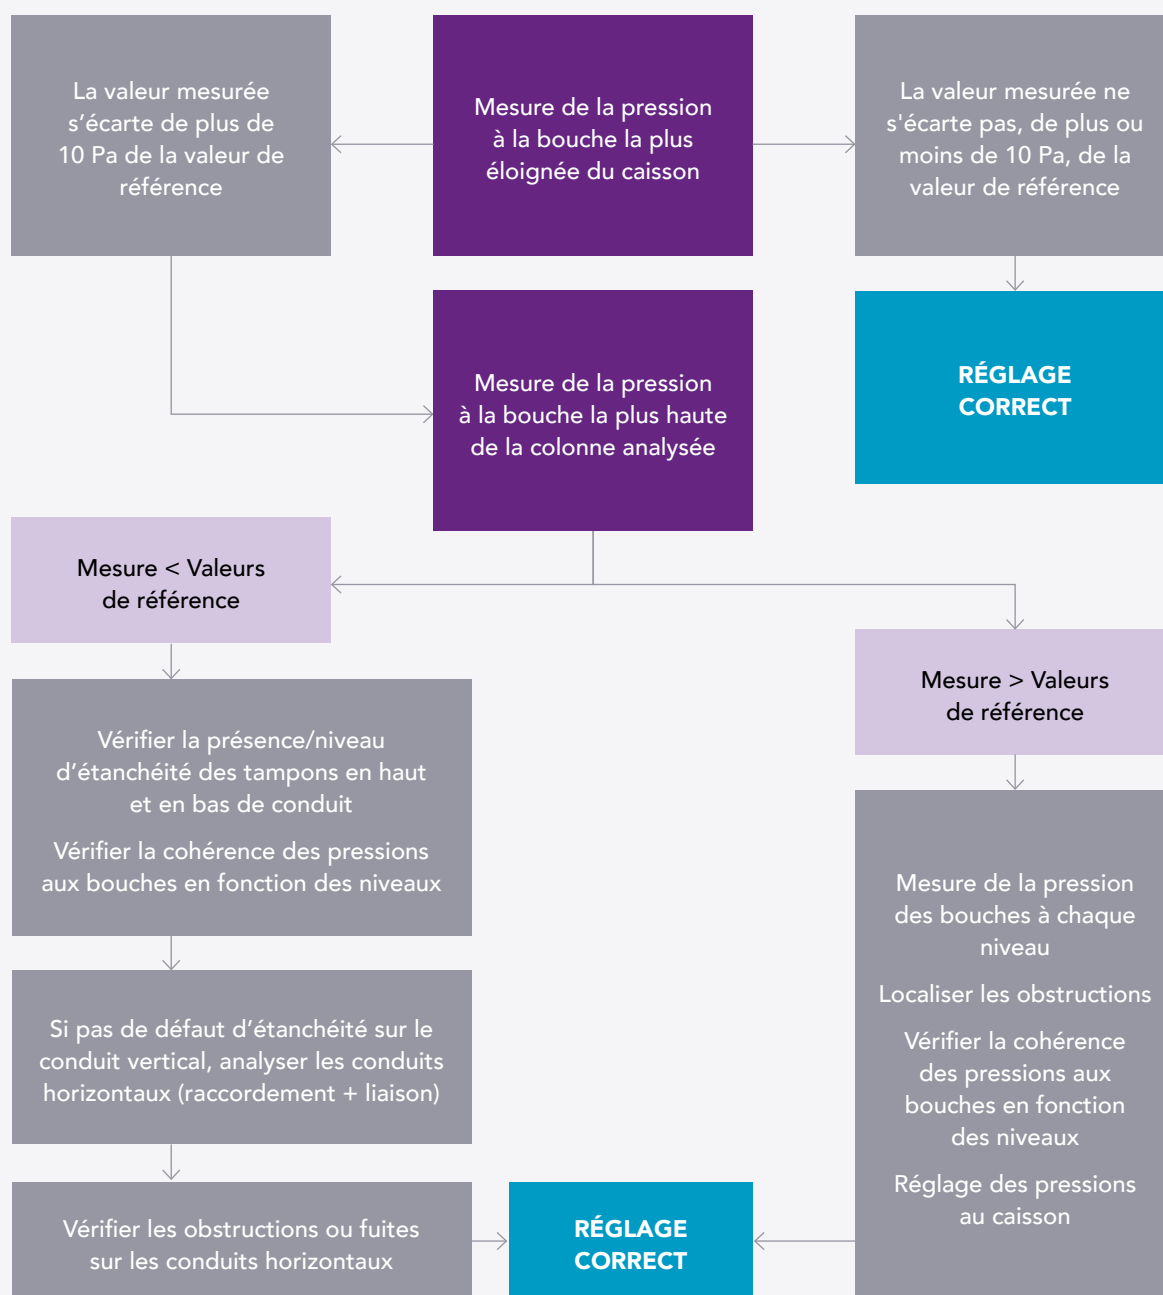 La valeur mesurée
s’écarte de plus de
10 Pa de la valeur de
référence
Mesure de la pression
à la bouche la plus
éloignée du caisson
La valeur mesurée ne
s'écarte pas, de plus ou
moins de 10 Pa, de la
valeur de référence
RÉGLAGE
CORRECT
Mesure de la pression
à la bouche la plus haute
de la colonne analysée
Mesure < Valeurs
de référence
Mesure > Valeurs
de référence
Vérifier la présence/niveau
d’étanchéité des tampons en haut
et en bas de conduit
Vérifier la cohérence des pressions
aux bouches en fonction des niveaux
Si pas de défaut d’étanchéité sur le
conduit vertical, analyser les conduits
horizontaux (raccordement + liaison)
Vérifier les obstructions ou fuites
sur les conduits horizontaux
Mesure de la pression
des bouches à chaque
niveau
Localiser les obstructions
Vérifier la cohérence
des pressions aux
bouches en fonction
des niveaux
Réglage des pressions
au caisson
RÉGLAGE
CORRECT